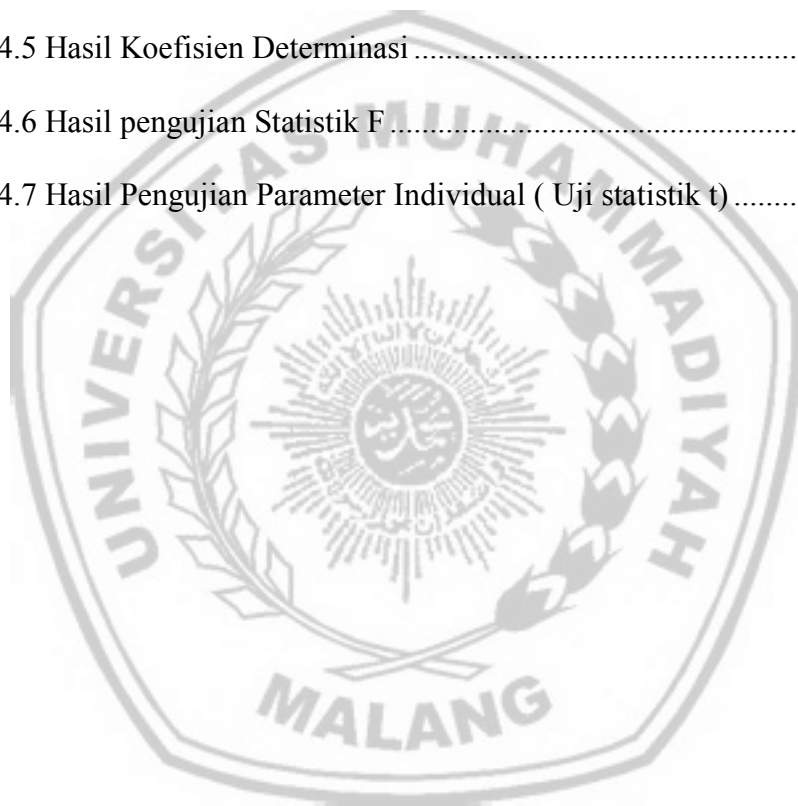 4.5 Hasil Koefisien Determinasi................................................
4.6 Hasil pengujian Statistik F...................................................
4.7 Hasil Pengujian Parameter Individual ( Uji statistik t)........
UNIVERSITAS MUHAMMADIYAH
MALANG